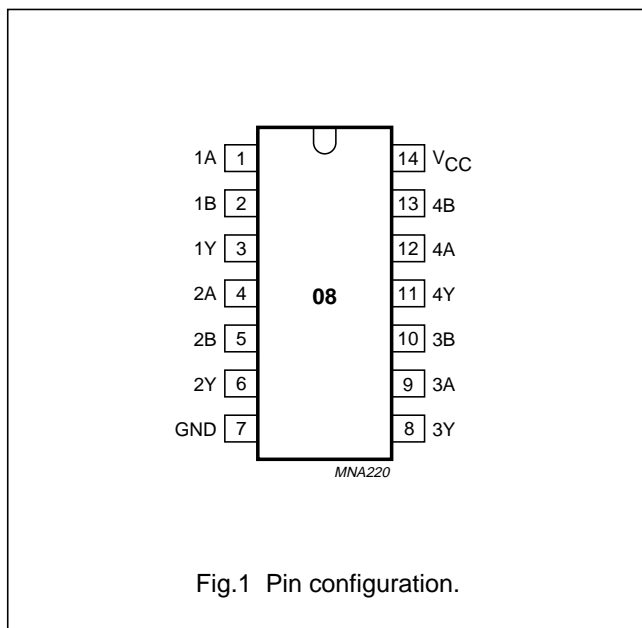 1A 1 14 VCC
1B 2 13 4B
1Y 3 12 4A
2A 4 08 11 4Y
2B 5 10 3B
2Y 6 9 3A
GND 7 8 3Y
MNA220
Fig.1 Pin configuration.